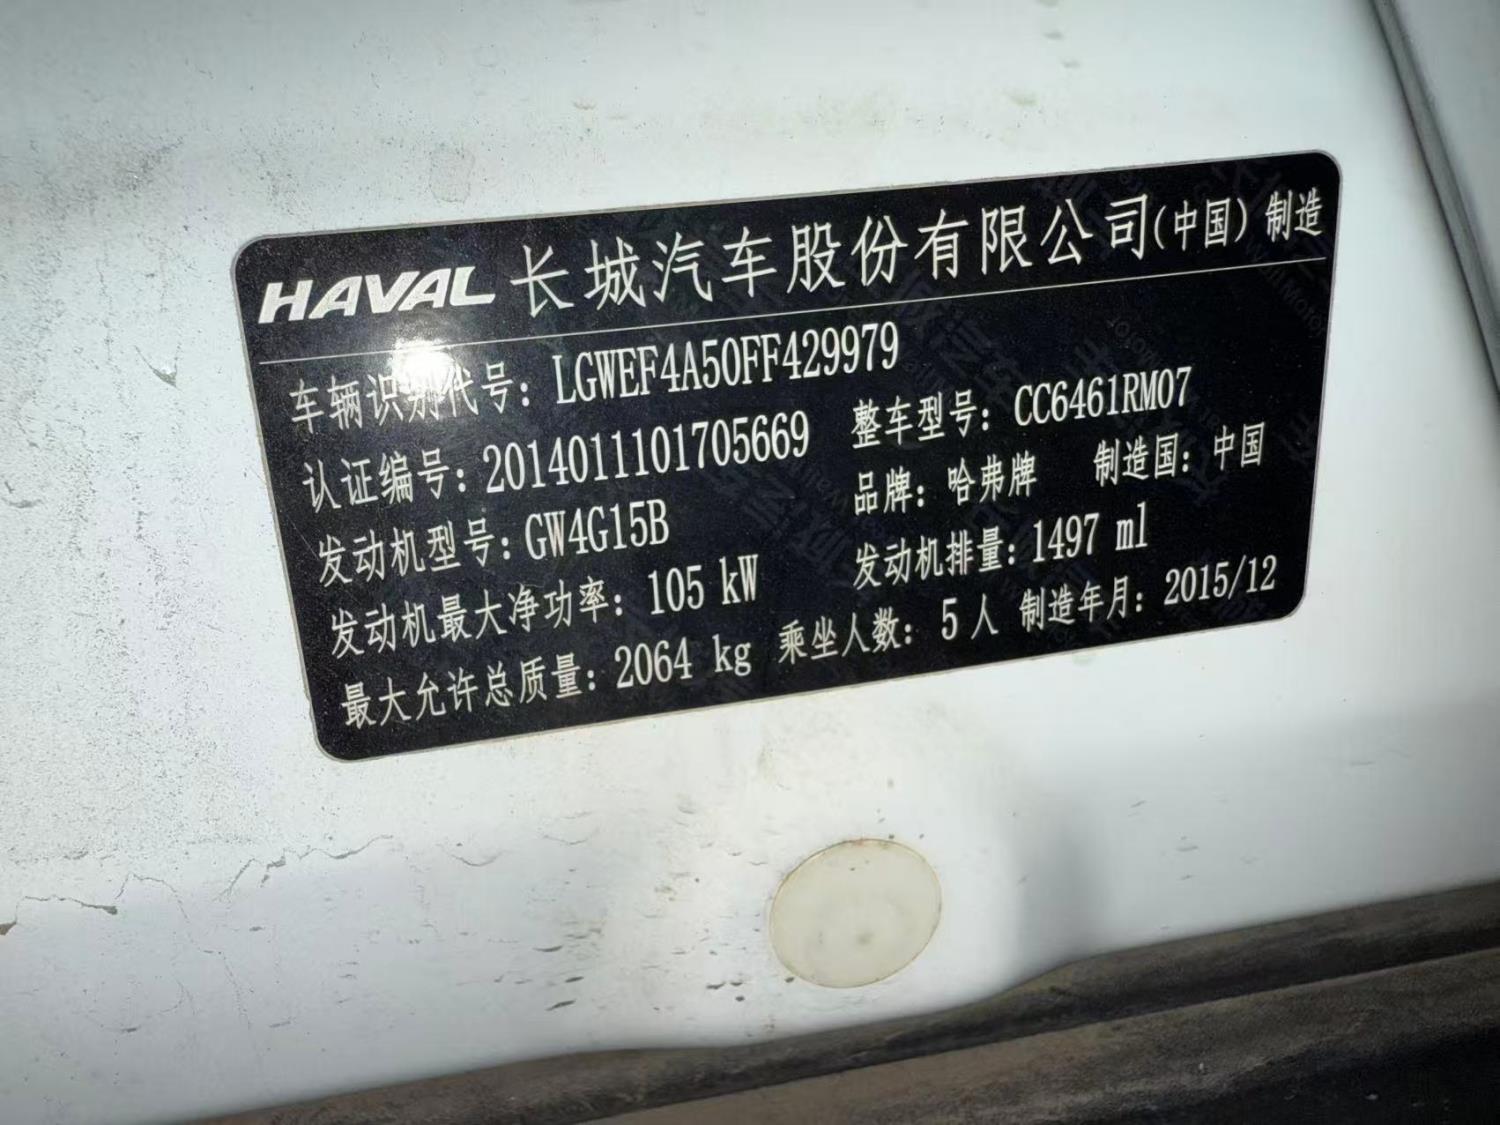 HAVAL 长城汽车股份有限公司(中国)制造
车辆识别代号：LGWEF4A50FF429979
认证编号：2014011101705669 整车型号：CC6461RM07
发动机型号：GW4G15B 品牌：哈弗牌 制造国：中国
发动机最大净功率：105 kW 发动机排量：1497 ml
最大允许总质量：2064 kg 乘坐人数：5 人 制造年月：2015/12